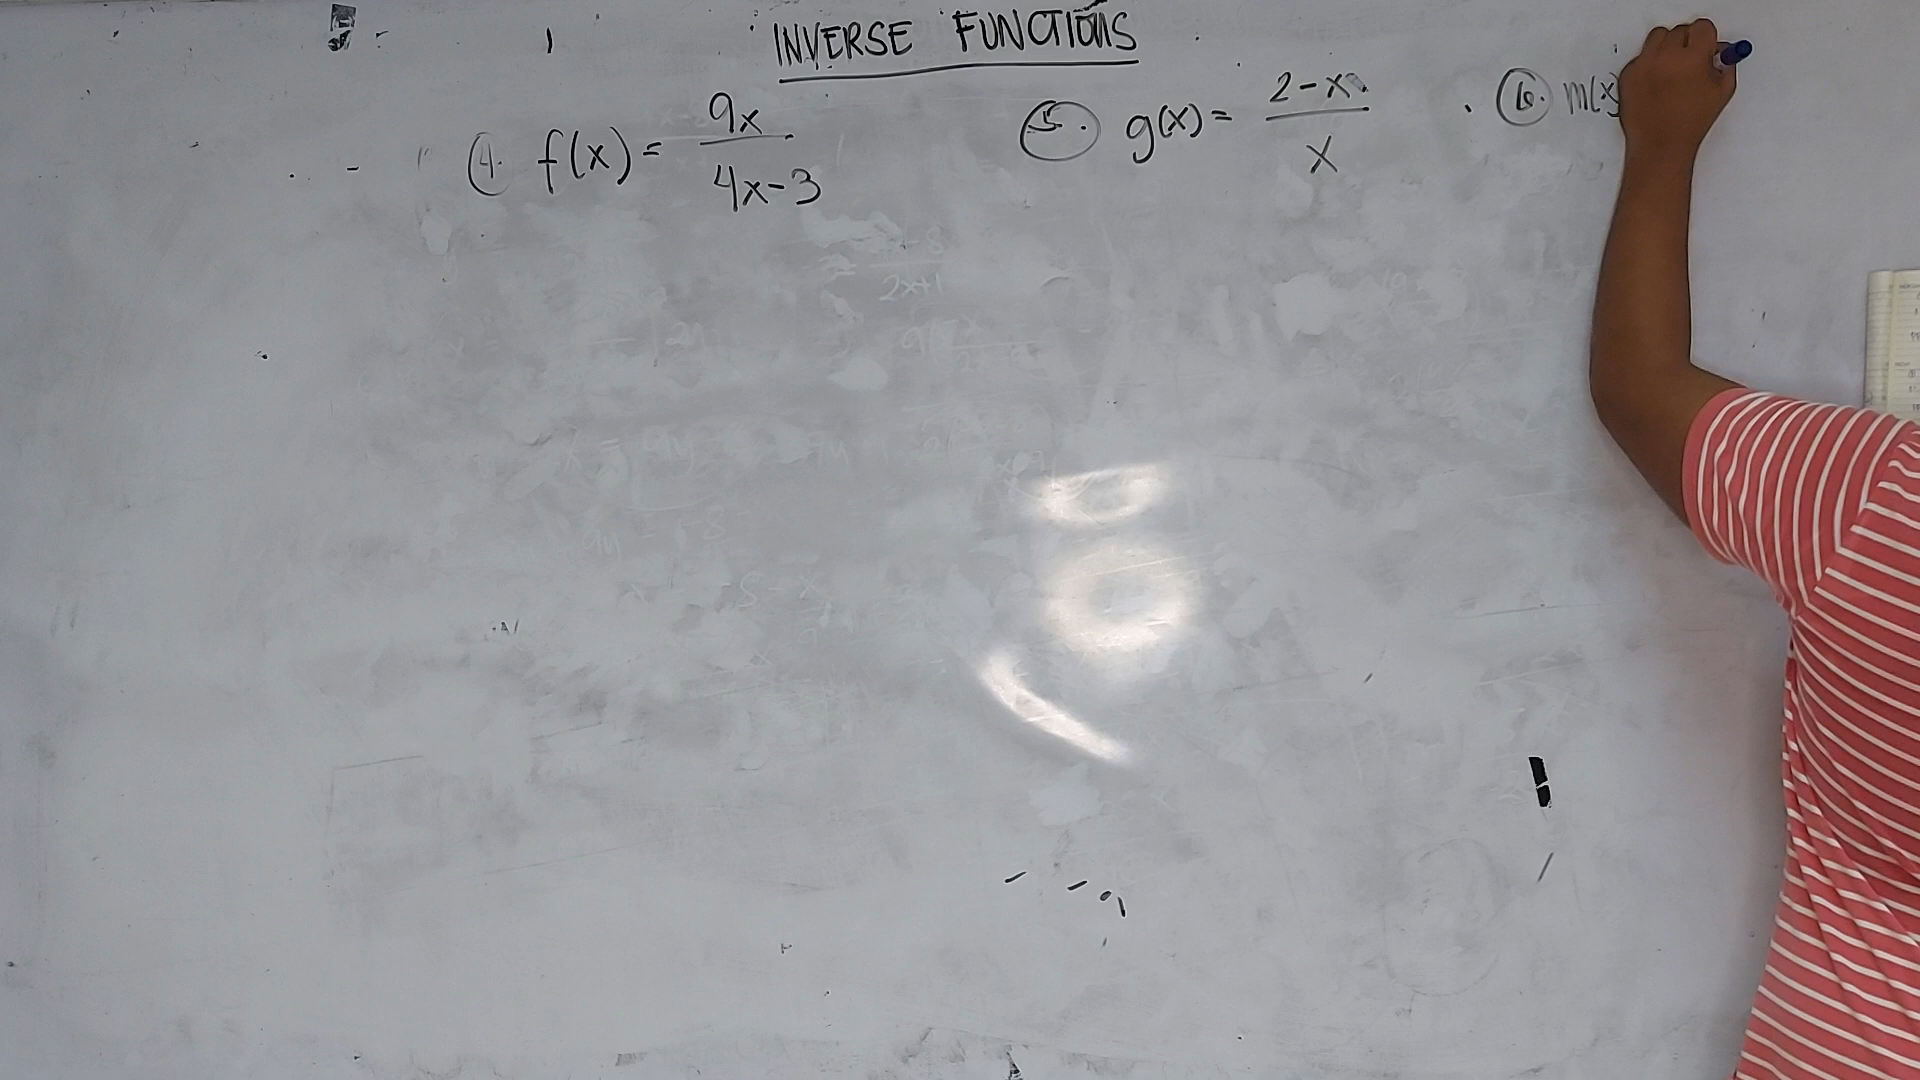 INVERSE FUNCTIONS
4. f(x) = 9x / 4x-3
5. g(x) = 2-x / x
6. m(x)